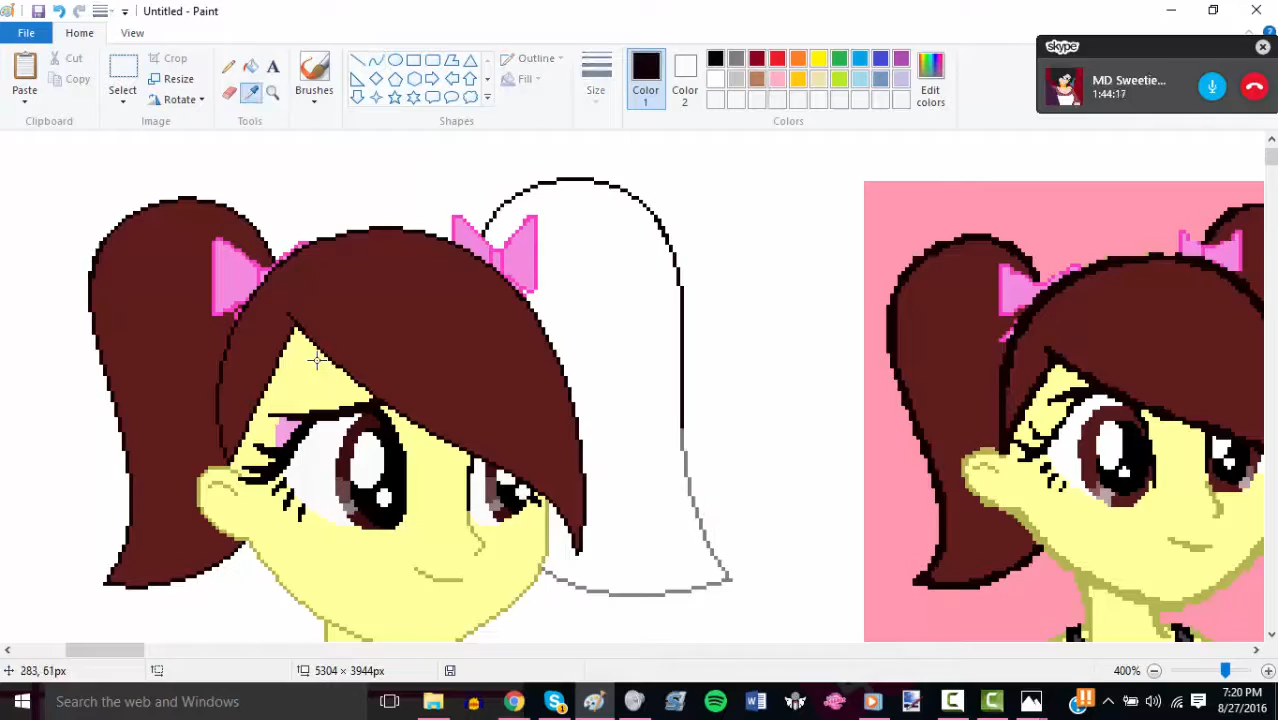 Untitled - Paint
File
Home
View
Paste
Cut
Copy
Clipboard
Select
Crop
Resize
Rotate
Image
A
Tools
Brushes
Outline
Fill
Shapes
Size
Color 1
Color 2
Edit colors
Colors
skype
MD Sweetie...
1:44:17
283, 61px
5304 × 3944px
400%
Search the web and Windows
7:20 PM
8/27/2016